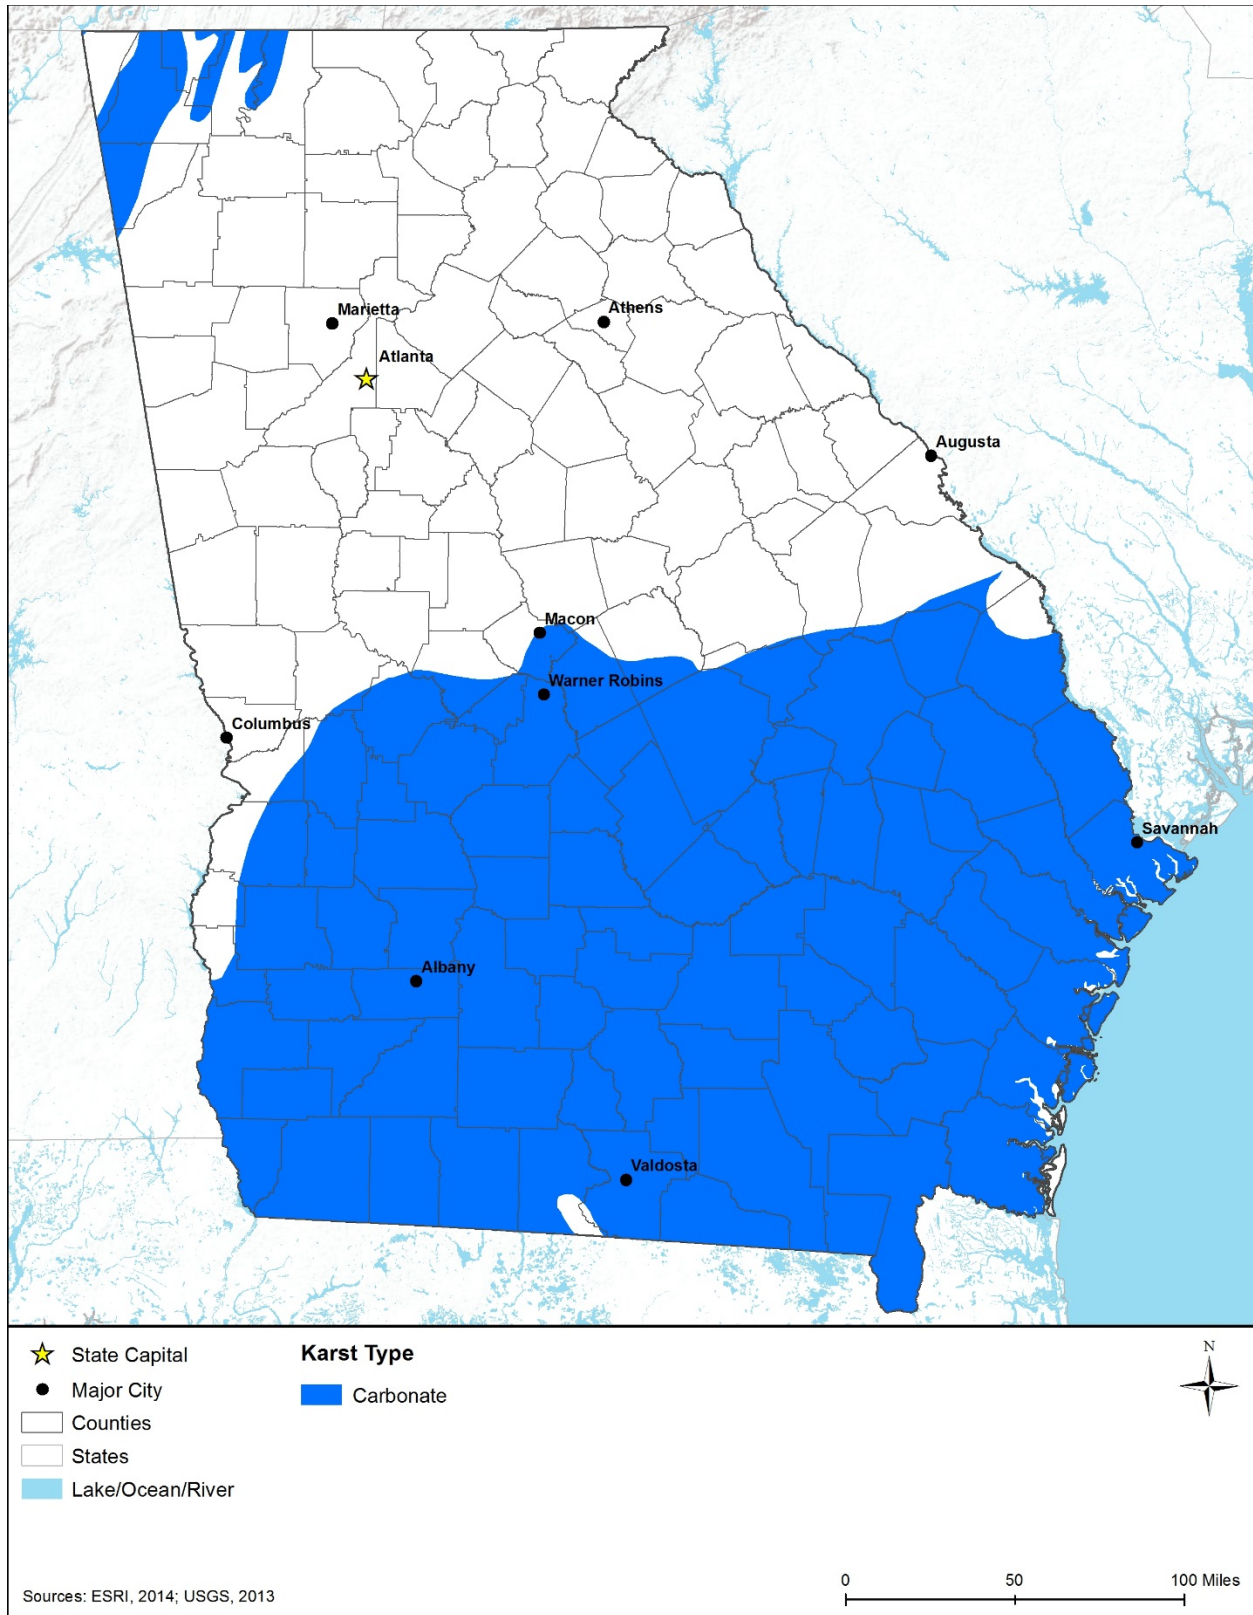 Marietta
Athens
Atlanta
Augusta
Macon
Warner Robins
Columbus
Savannah
Albany
Valdosta
State Capital
Major City
Counties
States
Lake/Ocean/River
Karst Type
Carbonate
N
Sources: ESRI, 2014; USGS, 2013
0 50 100 Miles